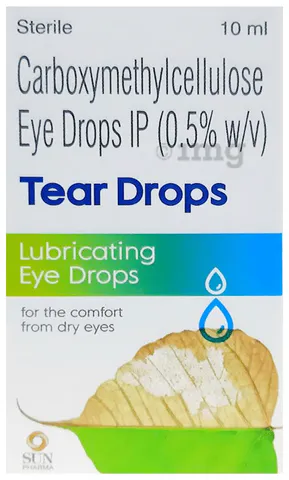 Sterile 10 ml
Carboxymethylcellulose
Eye Drops IP (0.5% w/v)
1mg
Tear Drops
Lubricating
Eye Drops
for the comfort
from dry eyes
SUN
PHARMA